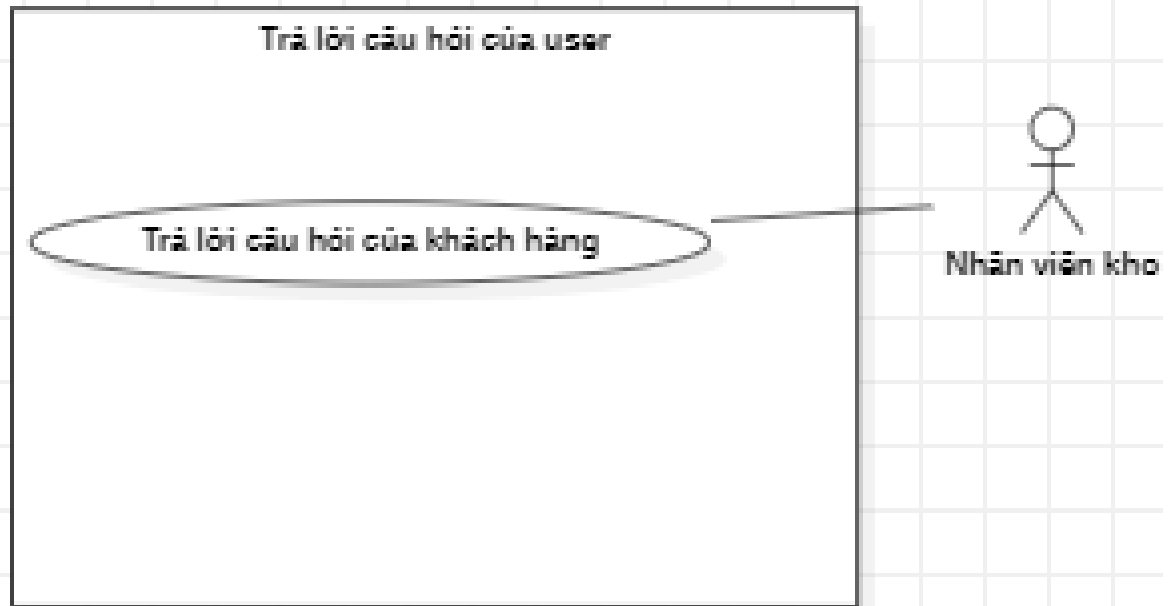 Trả lời câu hỏi của user
Trả lời câu hỏi của khách hàng
Nhân viên kho